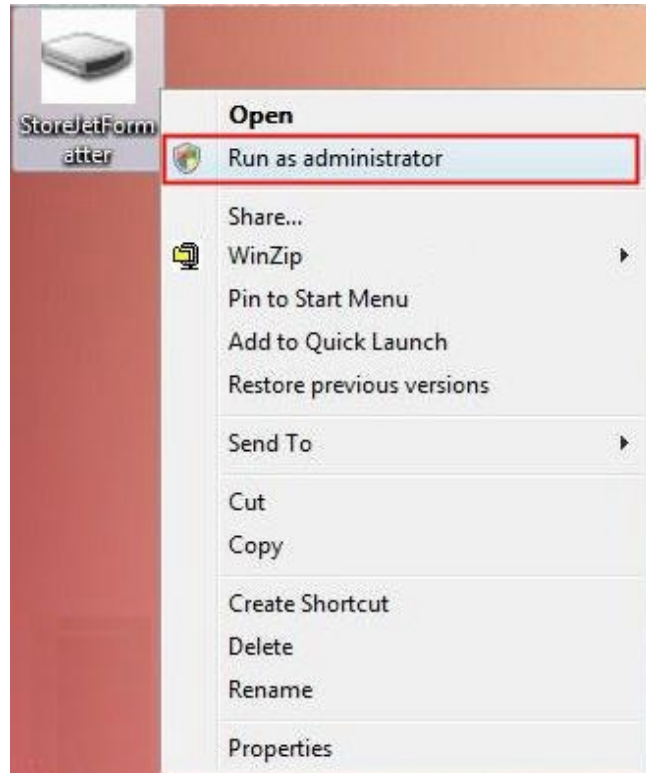 StoreJetForm
atter
Open
Run as administrator
Share...
WinZip
Pin to Start Menu
Add to Quick Launch
Restore previous versions
Send To
Cut
Copy
Create Shortcut
Delete
Rename
Properties